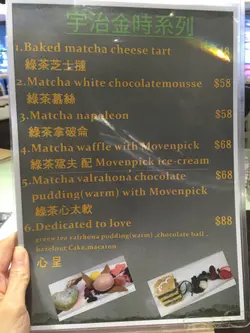 宇治金時系列
1.Baked matcha cheese tart $68
綠茶芝士撻
2.Matcha white chocolatemousse $58
綠茶慕絲
3.Matcha napoleon $58
綠茶拿破侖
4.Matcha waffle with Movenpick $68
綠茶窩夫 配 Movenpick ice-cream
5.Matcha valrahona chocolate $68
pudding(warm) with Movenpick
綠茶心太軟
6.Dedicated to love $88
green tea valrhona pudding(warm) ,chocolate ball ,
hazelnut Cake,macaron
心星